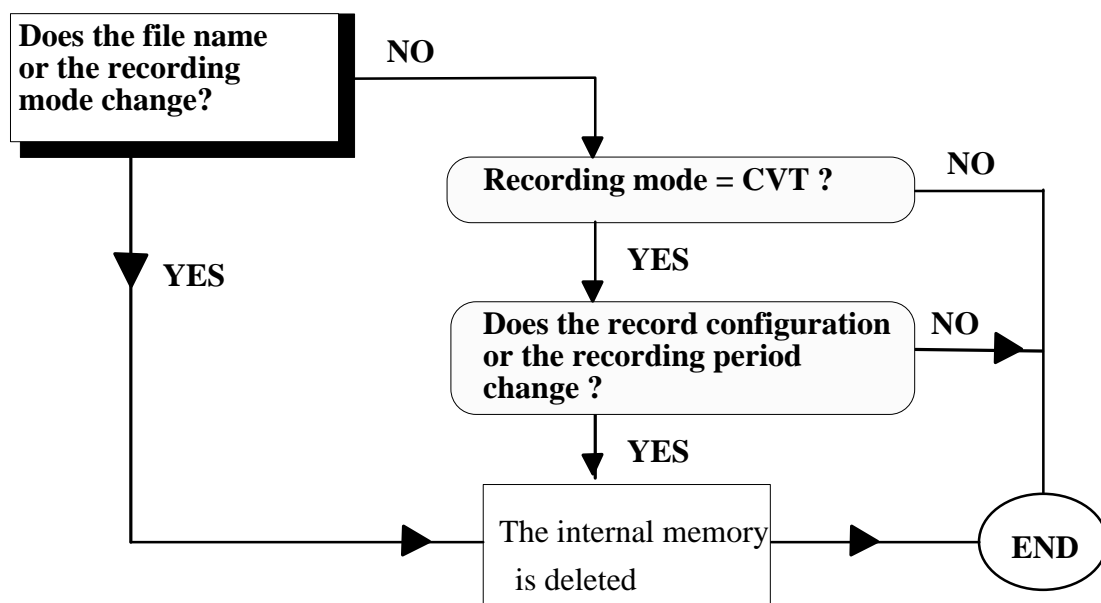 Does the file name
or the recording
mode change?
NO
Recording mode = CVT ?
NO
YES
YES
Does the record configuration
or the recording period
change ?
NO
YES
The internal memory
is deleted
END